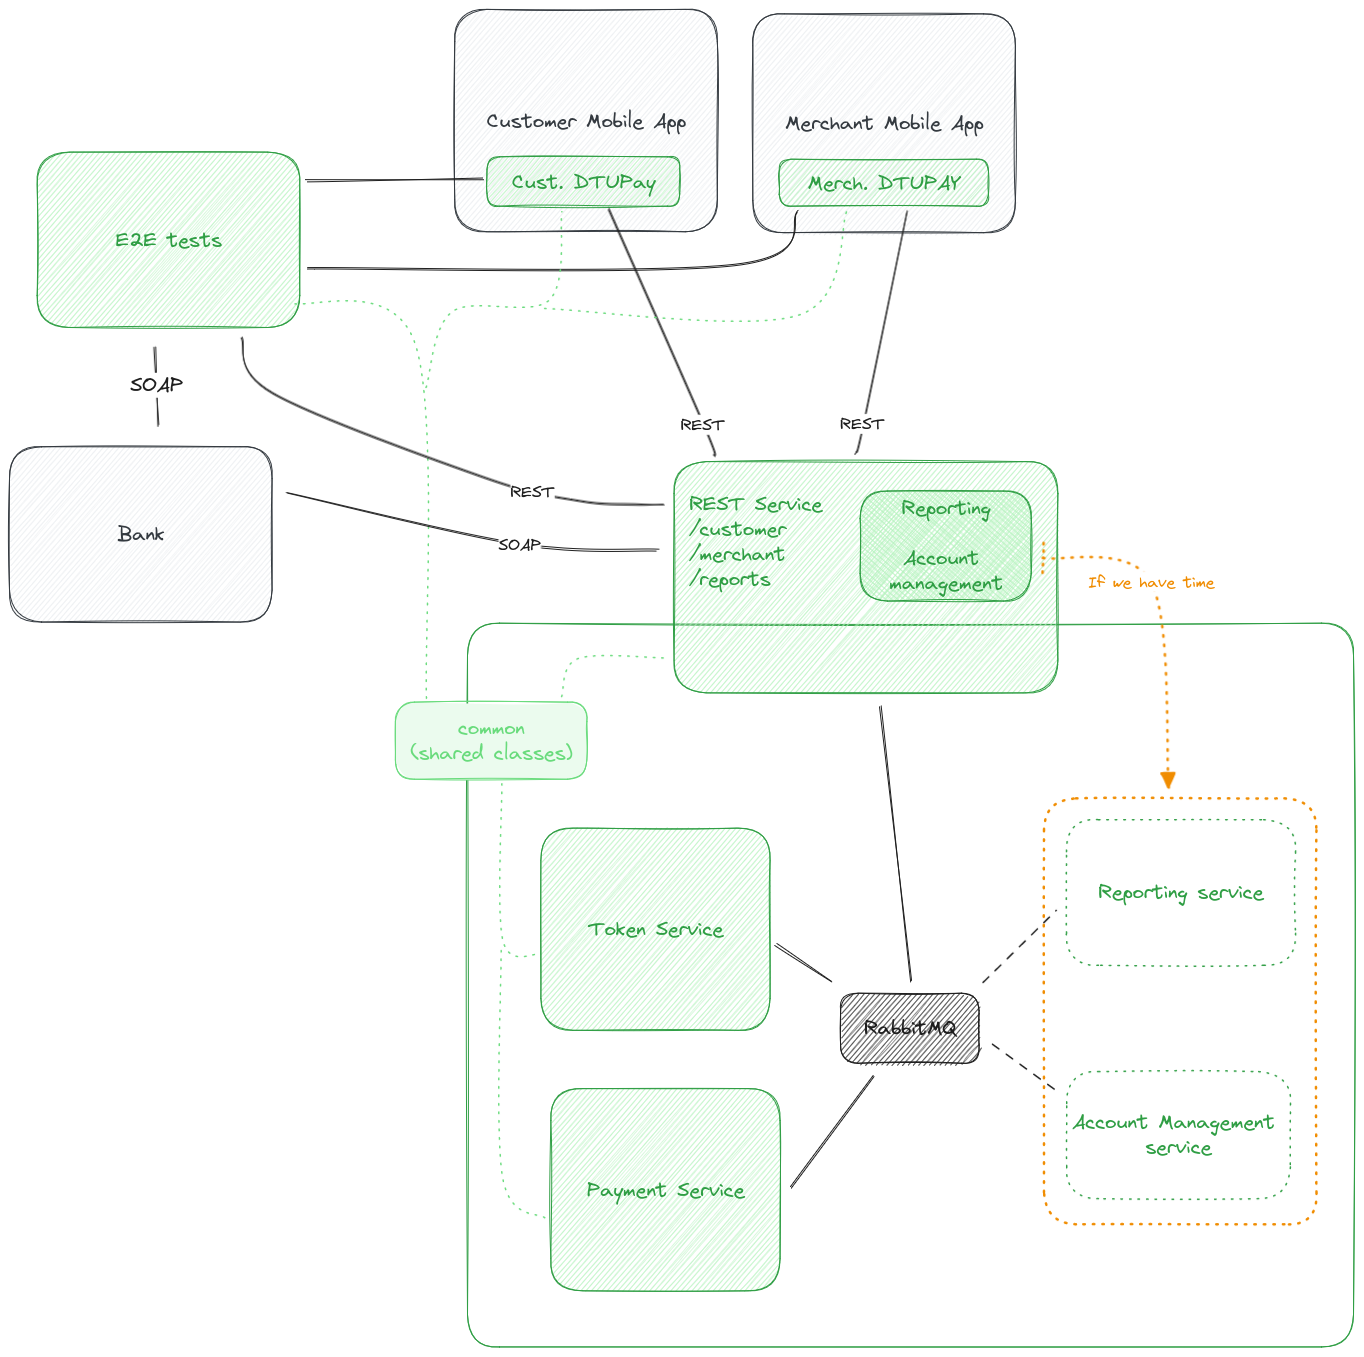 Customer Mobile App
Cust. DTUPay
Merchant Mobile App
Merch. DTUPAY
E2E tests
SOAP
REST
REST
REST
SOAP
Bank
REST Service
/customer
/merchant
/reports
Reporting
Account
management
If we have time
common
(shared classes)
Token Service
Reporting service
RabbitMQ
Account Management
service
Payment Service